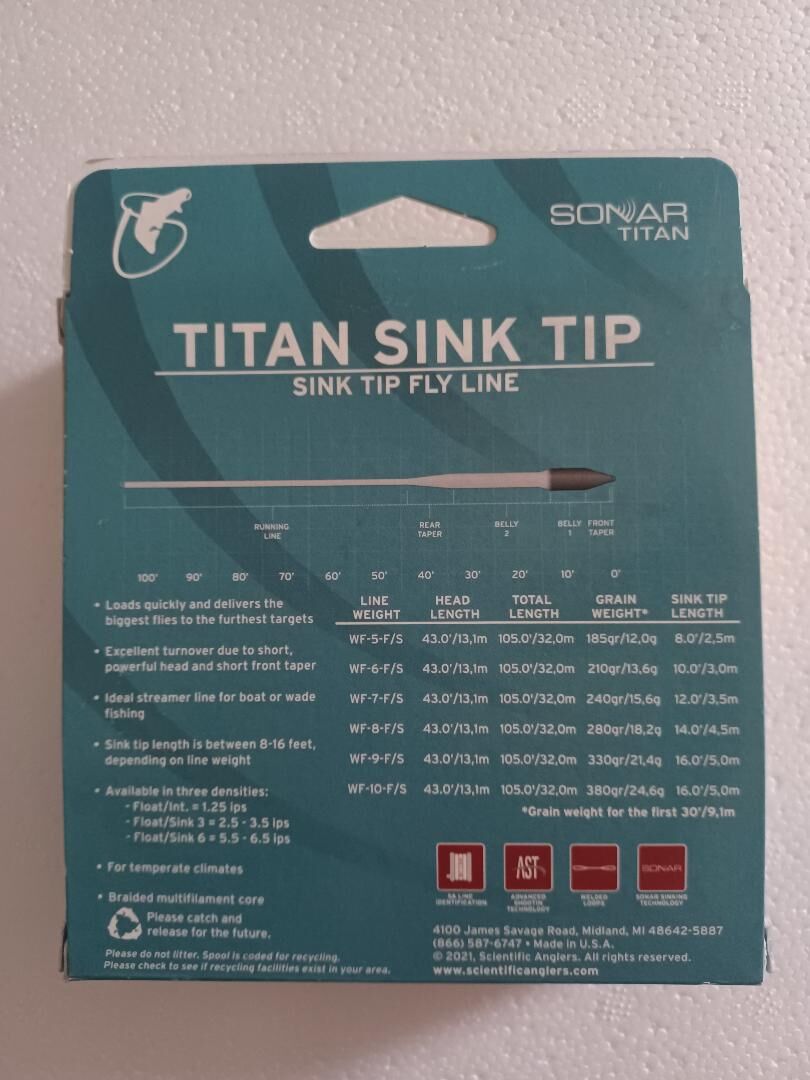 SONAR
TITAN
TITAN SINK TIP
SINK TIP FLY LINE
RUNNING
LINE
REAR
TAPER
BELLY
2
BELLY
1
FRONT
TAPER
100' 90' 80' 70' 60' 50' 40' 30' 20' 10' 0'
• Loads quickly and delivers the
biggest flies to the furthest targets
• Excellent turnover due to short,
powerful head and short front taper
• Ideal streamer line for boat or wade
fishing
• Sink tip length is between 8-16 feet,
depending on line weight
• Available in three densities:
- Float/Int. = 1.25 ips
- Float/Sink 3 = 2.5 - 3.5 ips
- Float/Sink 6 = 5.5 - 6.5 ips
• For temperate climates
• Braided multifilament core
Please catch and
release for the future.
Please do not litter. Spool is coded for recycling.
Please check to see if recycling facilities exist in your area.
LINE WEIGHT HEAD LENGTH TOTAL LENGTH GRAIN WEIGHT* SINK TIP LENGTH
WF-5-F/S 43.0'/13,1m 105.0'/32,0m 185gr/12,0g 8.0'/2,5m
WF-6-F/S 43.0'/13,1m 105.0'/32,0m 210gr/13,6g 10.0'/3,0m
WF-7-F/S 43.0'/13,1m 105.0'/32,0m 240gr/15,6g 12.0'/3,5m
WF-8-F/S 43.0'/13,1m 105.0'/32,0m 280gr/18,2g 14.0'/4,5m
WF-9-F/S 43.0'/13,1m 105.0'/32,0m 330gr/21,4g 16.0'/5,0m
WF-10-F/S 43.0'/13,1m 105.0'/32,0m 380gr/24,6g 16.0'/5,0m
*Grain weight for the first 30'/9,1m
SA LINE
IDENTIFICATION
AST
ADVANCED
SHOOTIN
TECHNOLOGY
WELDED
LOOPS
SONAR
SONAR SINKING
TECHNOLOGY
4100 James Savage Road, Midland, MI 48642-5887
(866) 587-6747 • Made in U.S.A.
© 2021, Scientific Anglers. All rights reserved.
www.scientificanglers.com